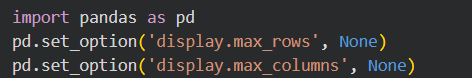 import pandas as pd
pd.set_option('display.max_rows', None)
pd.set_option('display.max_columns', None)